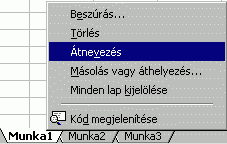 Beszúrás...
Törlés
Átnevezés
Másolás vagy áthelyezés...
Minden lap kijelölése
Kód megjelenítése
Munka1 Munka2 Munka3